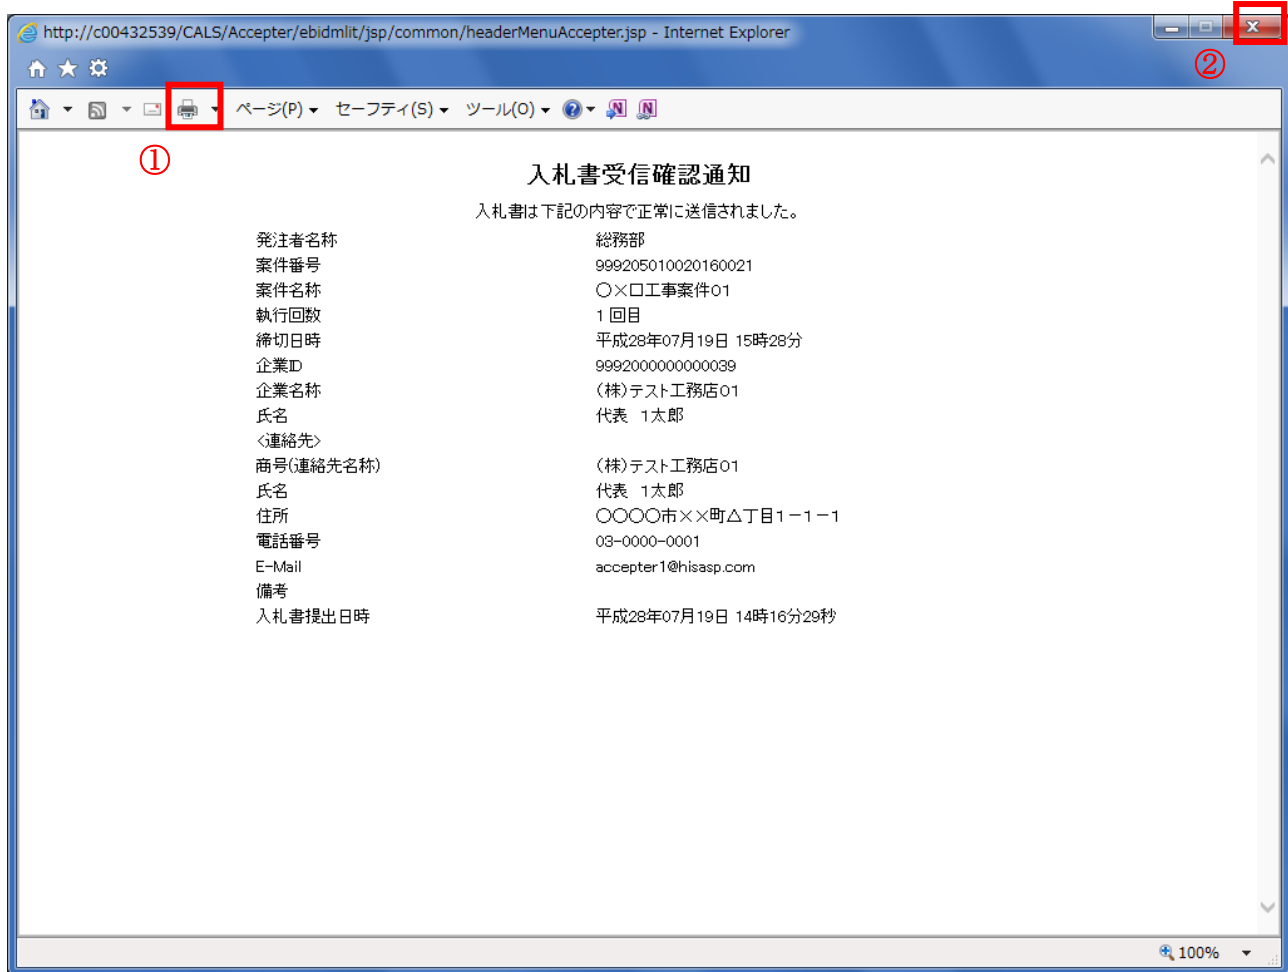 http://c00432539/CALS/Accepter/ebidmlit/jsp/common/headerMenuAccepter.jsp - Internet Explorer
②
ページ(P) セーフティ(S) ツール(O)
①
入札書受信確認通知
入札書は下記の内容で正常に送信されました。
発注者名称 総務部
案件番号 999205010020160021
案件名称 〇×口工事案件01
執行回数 1回目
締切日時 平成28年07月19日 15時28分
企業ID 9992000000000039
企業名称 (株)テスト工務店01
氏名 代表 1太郎
<連絡先>
商号(連絡先名称) (株)テスト工務店01
氏名 代表 1太郎
住所 〇〇〇〇市××町△丁目1-1-1
電話番号 03-0000-0001
E-Mail accepter1@hisasp.com
備考
入札書提出日時 平成28年07月19日 14時16分29秒
100%